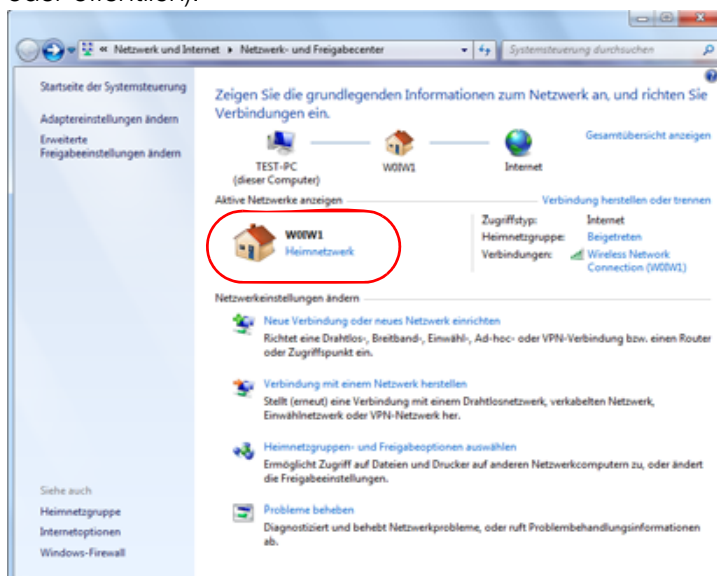 oder öffentlich).
« Netzwerk und Internet ▸ Netzwerk- und Freigabecenter
Systemsteuerung durchsuchen
Startseite der Systemsteuerung
Adaptereinstellungen ändern
Erweiterte
Freigabeeinstellungen ändern
Zeigen Sie die grundlegenden Informationen zum Netzwerk an, und richten Sie
Verbindungen ein.
Gesamtübersicht anzeigen
TEST-PC
(dieser Computer)
W0IW1
Internet
Aktive Netzwerke anzeigen
Verbindung herstellen oder trennen
W0IW1
Heimnetzwerk
Zugriffstyp: Internet
Heimnetzgruppe: Beigetreten
Verbindungen: Wireless Network
Connection (W0IW1)
Netzwerkeinstellungen ändern
Neue Verbindung oder neues Netzwerk einrichten
Richtet eine Drahtlos-, Breitband-, Einwähl-, Ad-hoc- oder VPN-Verbindung bzw. einen Router
oder Zugriffspunkt ein.
Verbindung mit einem Netzwerk herstellen
Stellt (erneut) eine Verbindung mit einem Drahtlosnetzwerk, verkabelten Netzwerk,
Einwählnetzwerk oder VPN-Netzwerk her.
Heimnetzgruppen- und Freigabeoptionen auswählen
Ermöglicht Zugriff auf Dateien und Drucker auf anderen Netzwerkcomputern zu, oder ändert
die Freigabeeinstellungen.
Probleme beheben
Diagnostiziert und behebt Netzwerkprobleme, oder ruft Problembehandlungsinformationen
ab.
Siehe auch
Heimnetzgruppe
Internetoptionen
Windows-Firewall